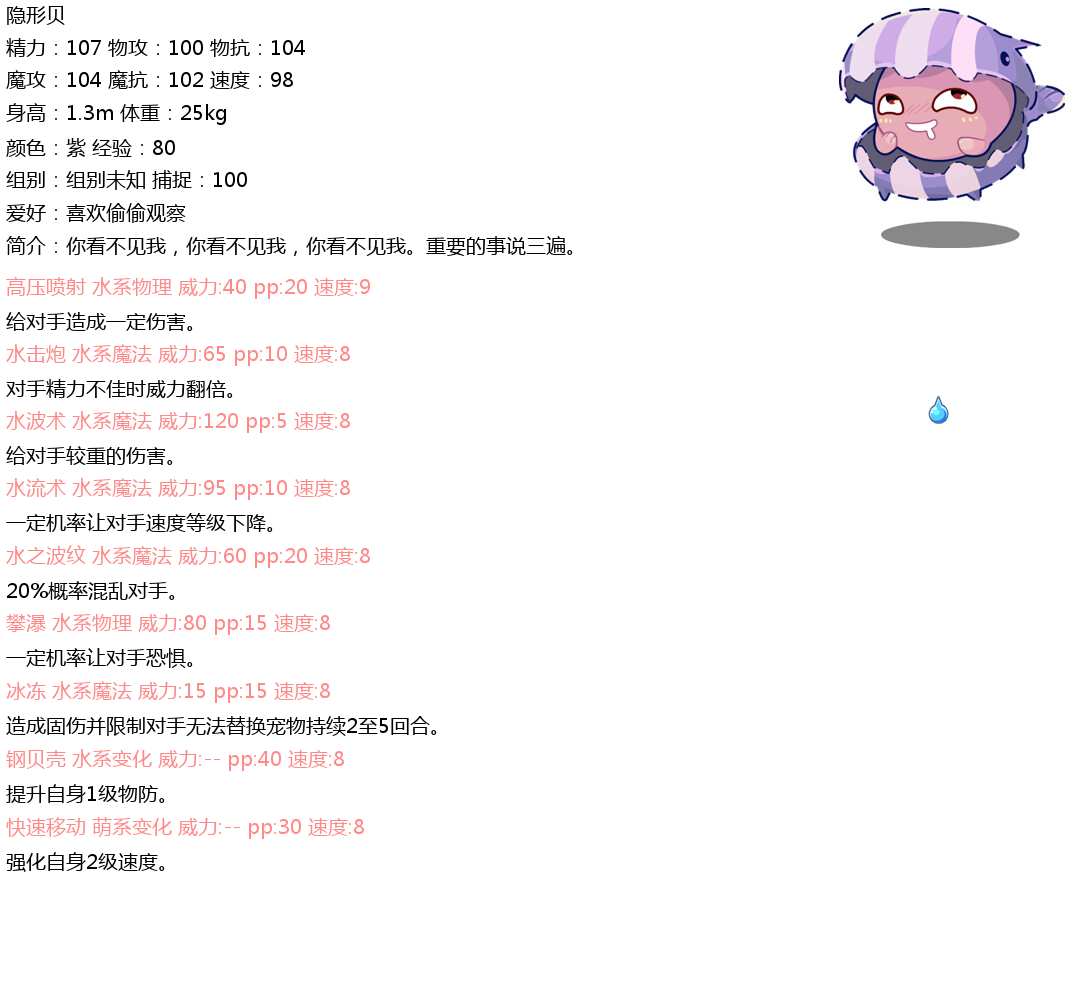 隐形贝
精力：107 物攻：100 物抗：104
魔攻：104 魔抗：102 速度：98
身高：1.3m 体重：25kg
颜色：紫 经验：80
组别：组别未知 捕捉：100
爱好：喜欢偷偷观察
简介：你看不见我，你看不见我，你看不见我。重要的事说三遍。
高压喷射 水系物理 威力:40 pp:20 速度:9
给对手造成一定伤害。
水击炮 水系魔法 威力:65 pp:10 速度:8
对手精力不佳时威力翻倍。
水波术 水系魔法 威力:120 pp:5 速度:8
给对手较重的伤害。
水流术 水系魔法 威力:95 pp:10 速度:8
一定机率让对手速度等级下降。
水之波纹 水系魔法 威力:60 pp:20 速度:8
20%概率混乱对手。
攀瀑 水系物理 威力:80 pp:15 速度:8
一定机率让对手恐惧。
冰冻 水系魔法 威力:15 pp:15 速度:8
造成固伤并限制对手无法替换宠物持续2至5回合。
钢贝壳 水系变化 威力:-- pp:40 速度:8
提升自身1级物防。
快速移动 萌系变化 威力:-- pp:30 速度:8
强化自身2级速度。